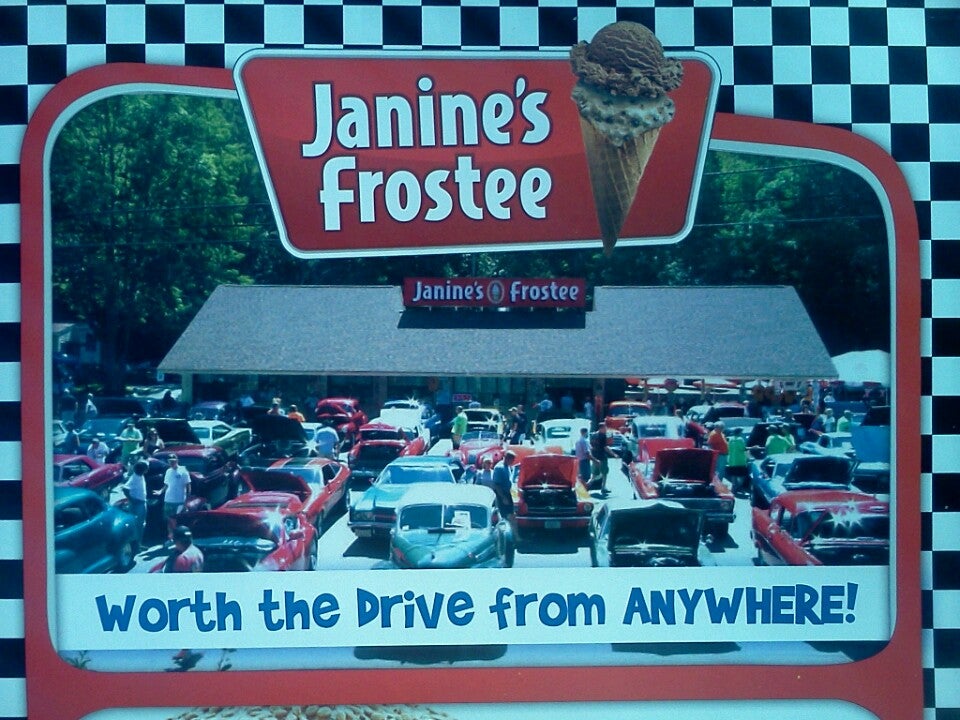 Janine's
Frostee
Janine's Frostee
Worth the Drive from ANYWHERE!